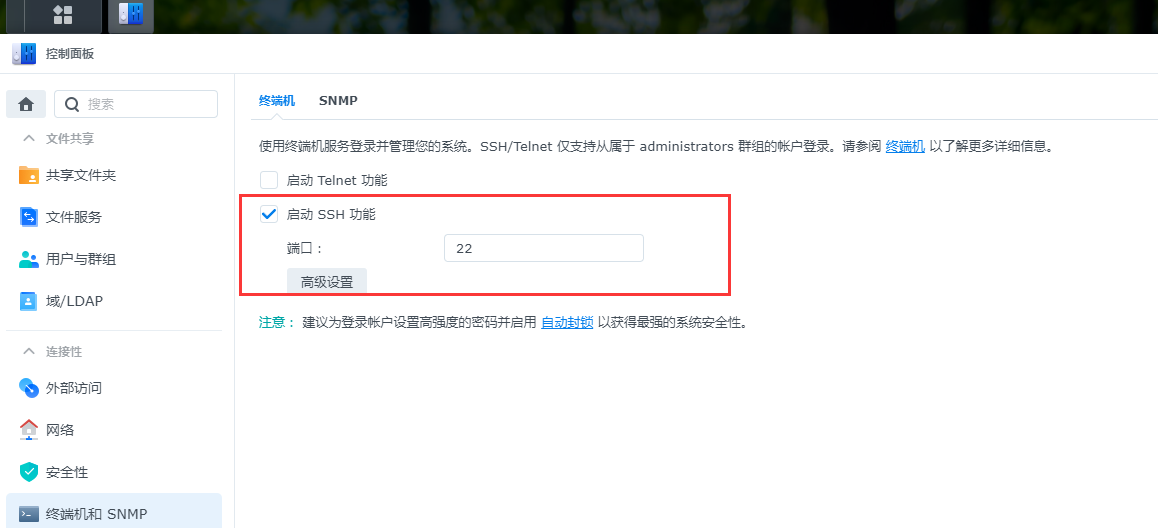 控制面板
搜索
文件共享
共享文件夹
文件服务
用户与群组
域/LDAP
连接性
外部访问
网络
安全性
终端机和 SNMP
终端机 SNMP
使用终端机服务登录并管理您的系统。SSH/Telnet 仅支持从属于 administrators 群组的帐户登录。请参阅 终端机 以了解更多详细信息。
启动 Telnet 功能
启动 SSH 功能
端口： 22
高级设置
注意： 建议为登录帐户设置高强度的密码并启用 自动封锁 以获得最强的系统安全性。